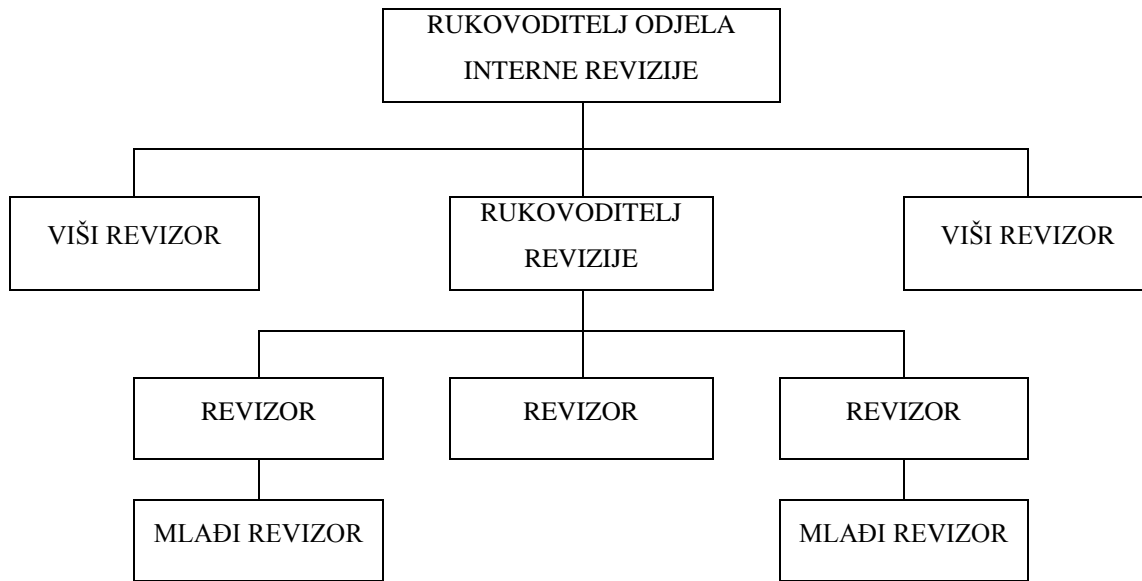 RUKOVODITELJ ODJELA
INTERNE REVIZIJE
VIŠI REVIZOR
RUKOVODITELJ
REVIZIJE
VIŠI REVIZOR
REVIZOR
REVIZOR
REVIZOR
MLAĐI REVIZOR
MLAĐI REVIZOR